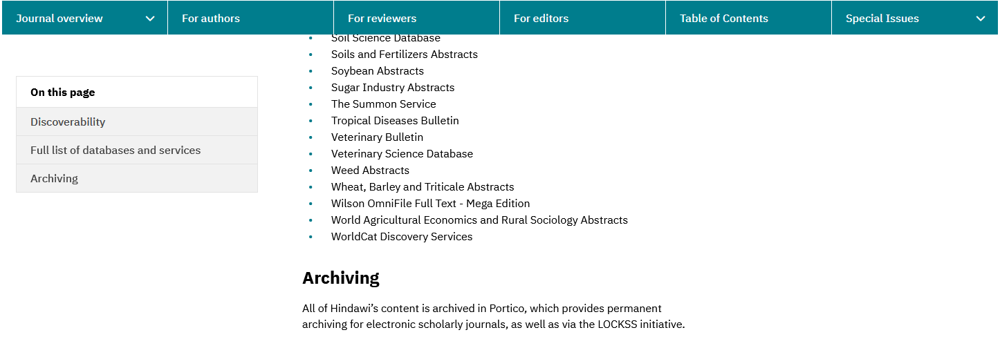 Journal overview
For authors
For reviewers
For editors
Table of Contents
Special Issues
On this page
Discoverability
Full list of databases and services
Archiving
Soil Science Database
Soils and Fertilizers Abstracts
Soybean Abstracts
Sugar Industry Abstracts
The Summon Service
Tropical Diseases Bulletin
Veterinary Bulletin
Veterinary Science Database
Weed Abstracts
Wheat, Barley and Triticale Abstracts
Wilson OmniFile Full Text - Mega Edition
World Agricultural Economics and Rural Sociology Abstracts
WorldCat Discovery Services
Archiving
All of Hindawi’s content is archived in Portico, which provides permanent
archiving for electronic scholarly journals, as well as via the LOCKSS initiative.